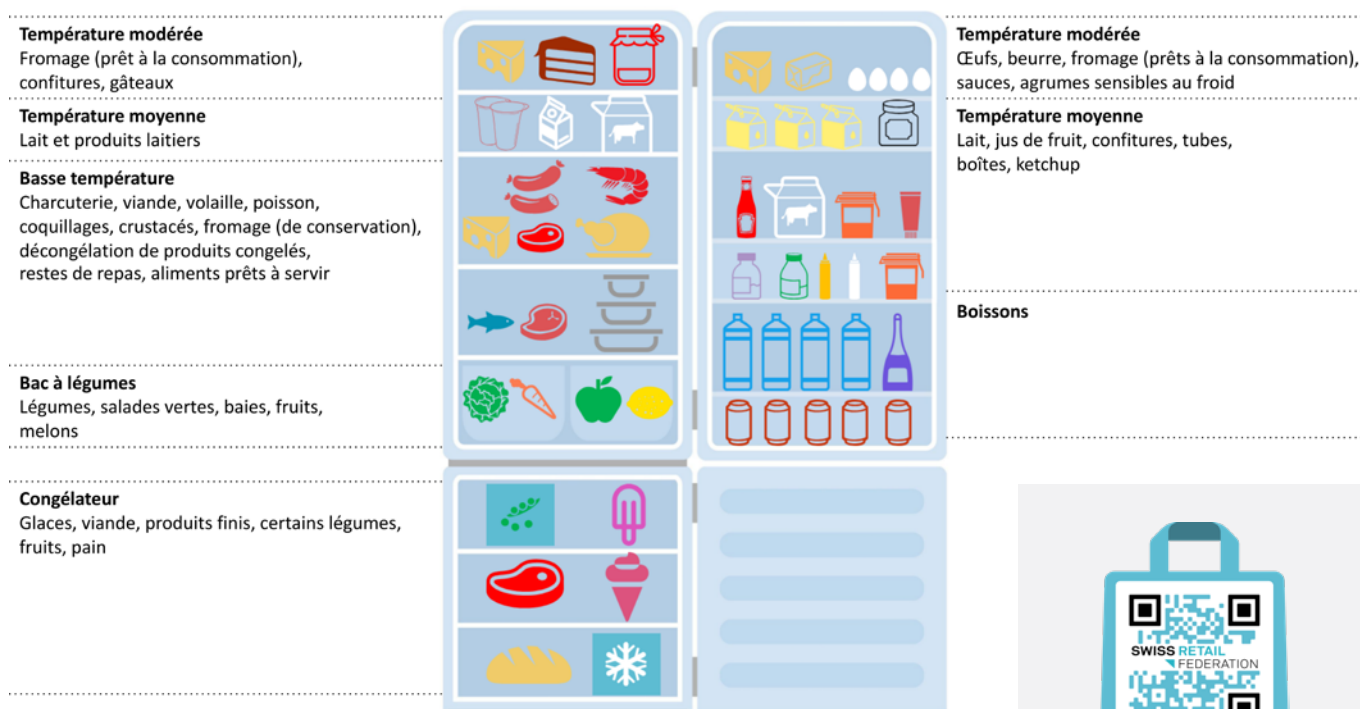 Température modérée
Fromage (prêt à la consommation),
confitures, gâteaux
Température moyenne
Lait et produits laitiers
Basse température
Charcuterie, viande, volaille, poisson,
coquillages, crustacés, fromage (de conservation),
décongélation de produits congelés,
restes de repas, aliments prêts à servir
Bac à légumes
Légumes, salades vertes, baies, fruits,
melons
Congélateur
Glaces, viande, produits finis, certains légumes,
fruits, pain
Température modérée
Œufs, beurre, fromage (prêts à la consommation),
sauces, agrumes sensibles au froid
Température moyenne
Lait, jus de fruit, confitures, tubes,
boîtes, ketchup
Boissons
SWISS RETAIL
FEDERATION